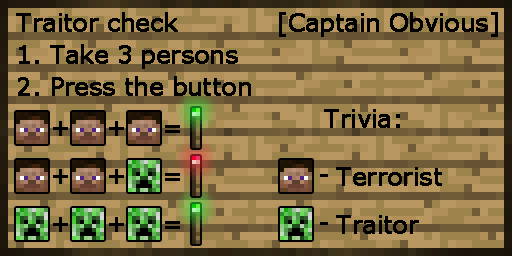 Traitor check
[Captain Obvious]
1. Take 3 persons
2. Press the button
+ + =
Trivia:
+ + =
- Terrorist
+ + =
- Traitor